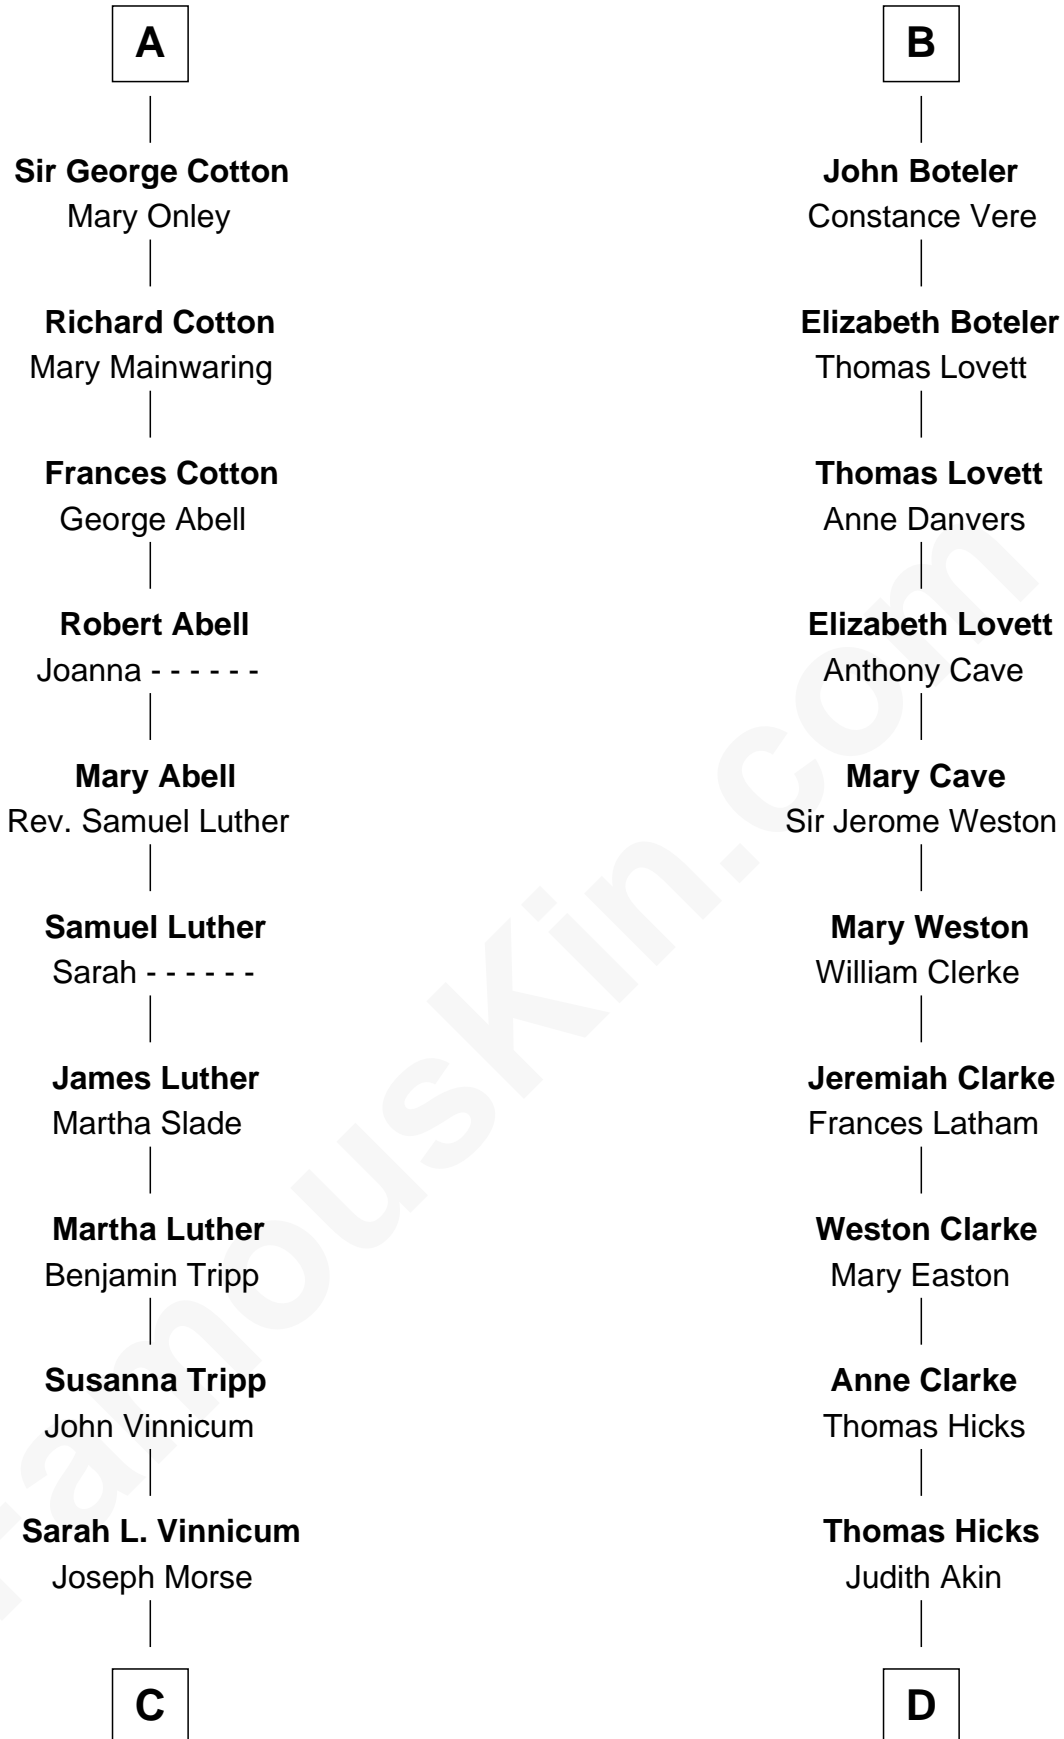 A
Sir George Cotton
Mary Onley
Richard Cotton
Mary Mainwaring
Frances Cotton
George Abell
Robert Abell
Joanna - - - - - -
Mary Abell
Rev. Samuel Luther
Samuel Luther
Sarah - - - - - -
James Luther
Martha Slade
Martha Luther
Benjamin Tripp
Susanna Tripp
John Vinnicum
Sarah L. Vinnicum
Joseph Morse
C
B
John Boteler
Constance Vere
Elizabeth Boteler
Thomas Lovett
Thomas Lovett
Anne Danvers
Elizabeth Lovett
Anthony Cave
Mary Cave
Sir Jerome Weston
Mary Weston
William Clerke
Jeremiah Clarke
Frances Latham
Weston Clarke
Mary Easton
Anne Clarke
Thomas Hicks
Thomas Hicks
Judith Akin
D
FamousKin.com